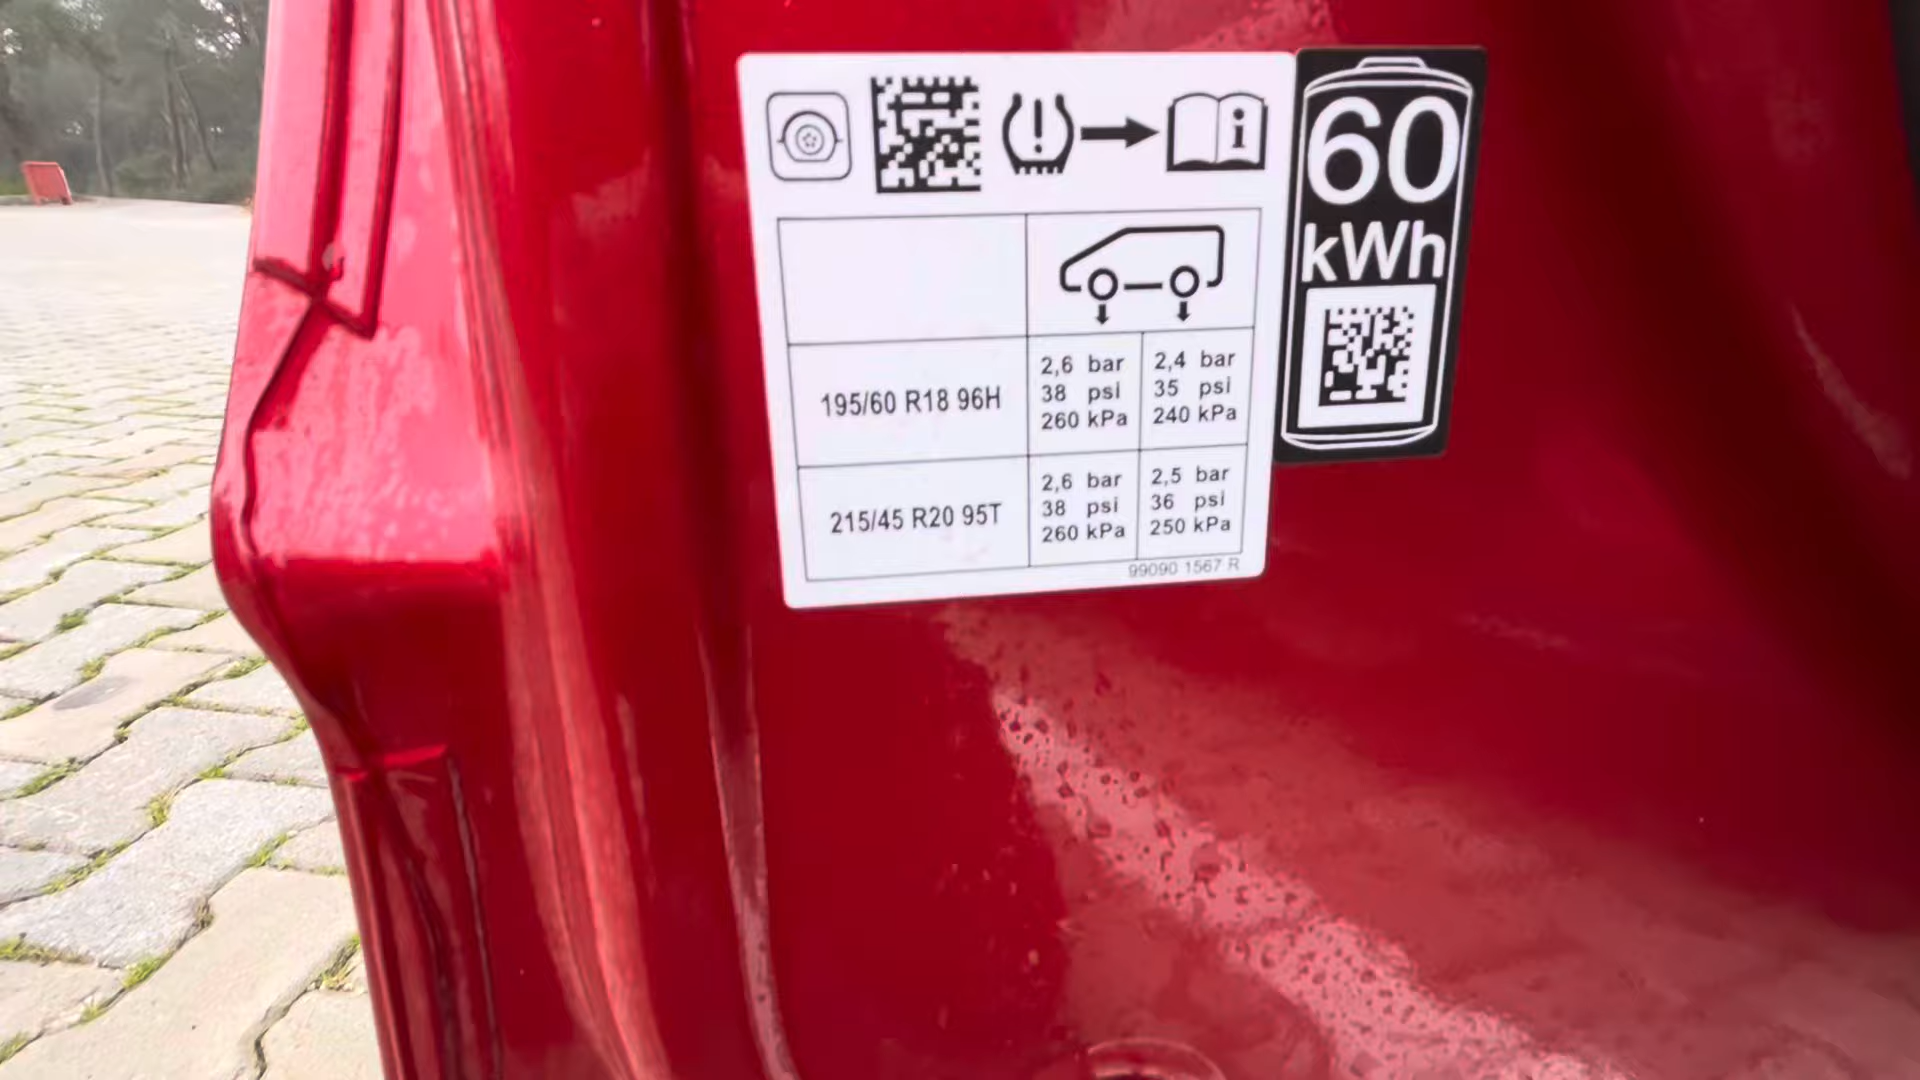 60
kWh
195/60 R18 96H
2,6 bar
38 psi
260 kPa
2,4 bar
35 psi
240 kPa
215/45 R20 95T
2,6 bar
38 psi
260 kPa
2,5 bar
36 psi
250 kPa
99090 1567 R